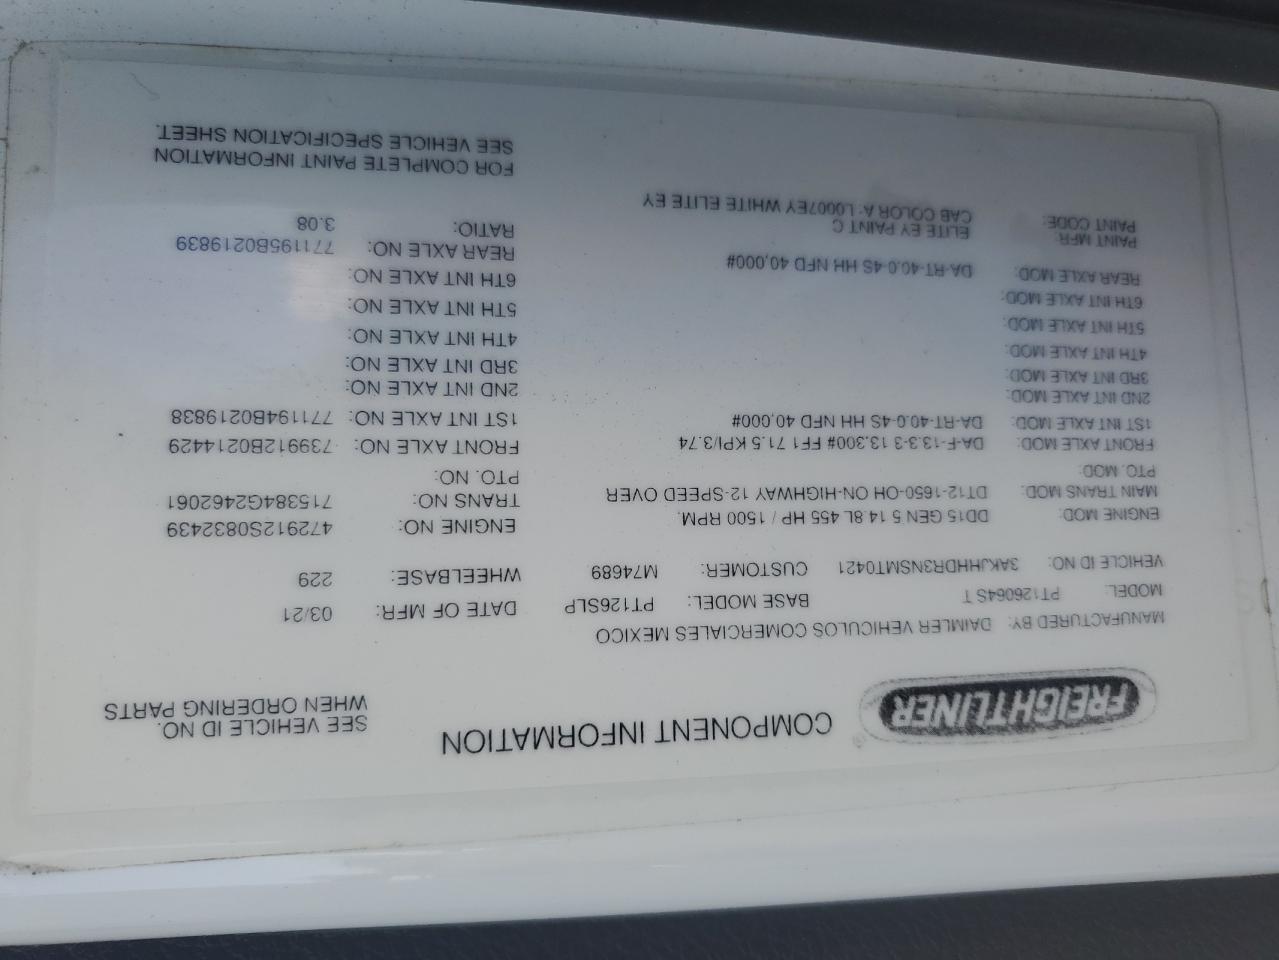 FREIGHTLINER®
COMPONENT INFORMATION
SEE VEHICLE ID NO.
WHEN ORDERING PARTS
MANUFACTURED BY: DAIMLER VEHICULOS COMERCIALES MEXICO
MODEL: PT126064S T BASE MODEL: PT126SLP DATE OF MFR: 03/21
VEHICLE ID NO: 3AKJHHDR3NSMT0421 CUSTOMER: M74689 WHEELBASE: 229
ENGINE MOD: DD15 GEN 5 14.8L 455 HP / 1500 RPM. ENGINE NO: 472912S0832439
MAIN TRANS MOD: DT12-1650-OH-ON-HIGHWAY 12-SPEED OVER TRANS NO: 715384G2462061
PTO. MOD: PTO. NO:
FRONT AXLE MOD: DA-F-13.3-3 13,300# FF1 71.5 KPI/3.74 FRONT AXLE NO: 739912B0214429
1ST INT AXLE MOD: DA-RT-40.0-4S HH NFD 40,000# 1ST INT AXLE NO: 771194B0219838
2ND INT AXLE MOD: 2ND INT AXLE NO:
3RD INT AXLE MOD: 3RD INT AXLE NO:
4TH INT AXLE MOD: 4TH INT AXLE NO:
5TH INT AXLE MOD: 5TH INT AXLE NO:
6TH INT AXLE MOD: 6TH INT AXLE NO:
REAR AXLE MOD: DA-RT-40.0-4S HH NFD 40,000# REAR AXLE NO: 771195B0219839
RATIO: 3.08
PAINT MFR: ELITE EY PAINT C
PAINT CODE: CAB COLOR A: L0007EY WHITE ELITE EY
FOR COMPLETE PAINT INFORMATION
SEE VEHICLE SPECIFICATION SHEET.